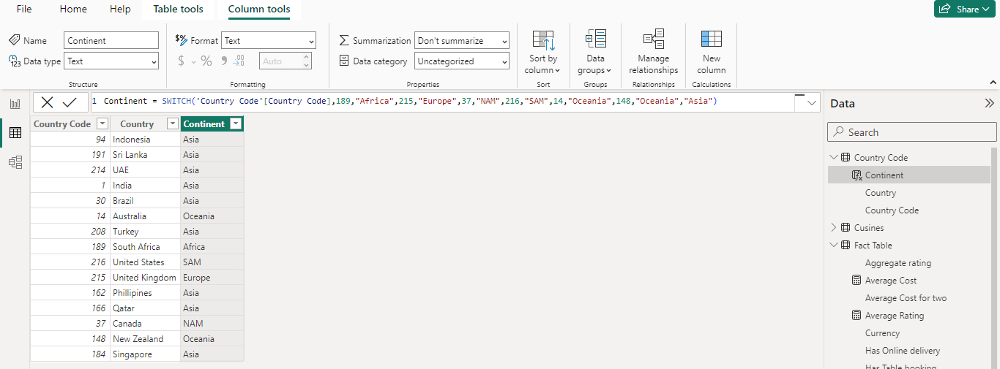 File Home Help Table tools Column tools Share
Name Continent $% Format Text Σ Summarization Don't summarize
Data type Text $ % 9 .00 Auto Data category Uncategorized
Sort by column Data groups Manage relationships New column
Structure Formatting Properties Sort Groups Relationships Calculations
1 Continent = SWITCH('Country Code'[Country Code],189,"Africa",215,"Europe",37,"NAM",216,"SAM",14,"Oceania",148,"Oceania","Asia")
Country Code Country Continent
94 Indonesia Asia
191 Sri Lanka Asia
214 UAE Asia
1 India Asia
30 Brazil Asia
14 Australia Oceania
208 Turkey Asia
189 South Africa Africa
216 United States SAM
215 United Kingdom Europe
162 Phillipines Asia
166 Qatar Asia
37 Canada NAM
148 New Zealand Oceania
184 Singapore Asia
Data
Search
Country Code
Continent
Country
Country Code
Cusines
Fact Table
Aggregate rating
Average Cost
Average Cost for two
Average Rating
Currency
Has Online delivery
Has Table booking